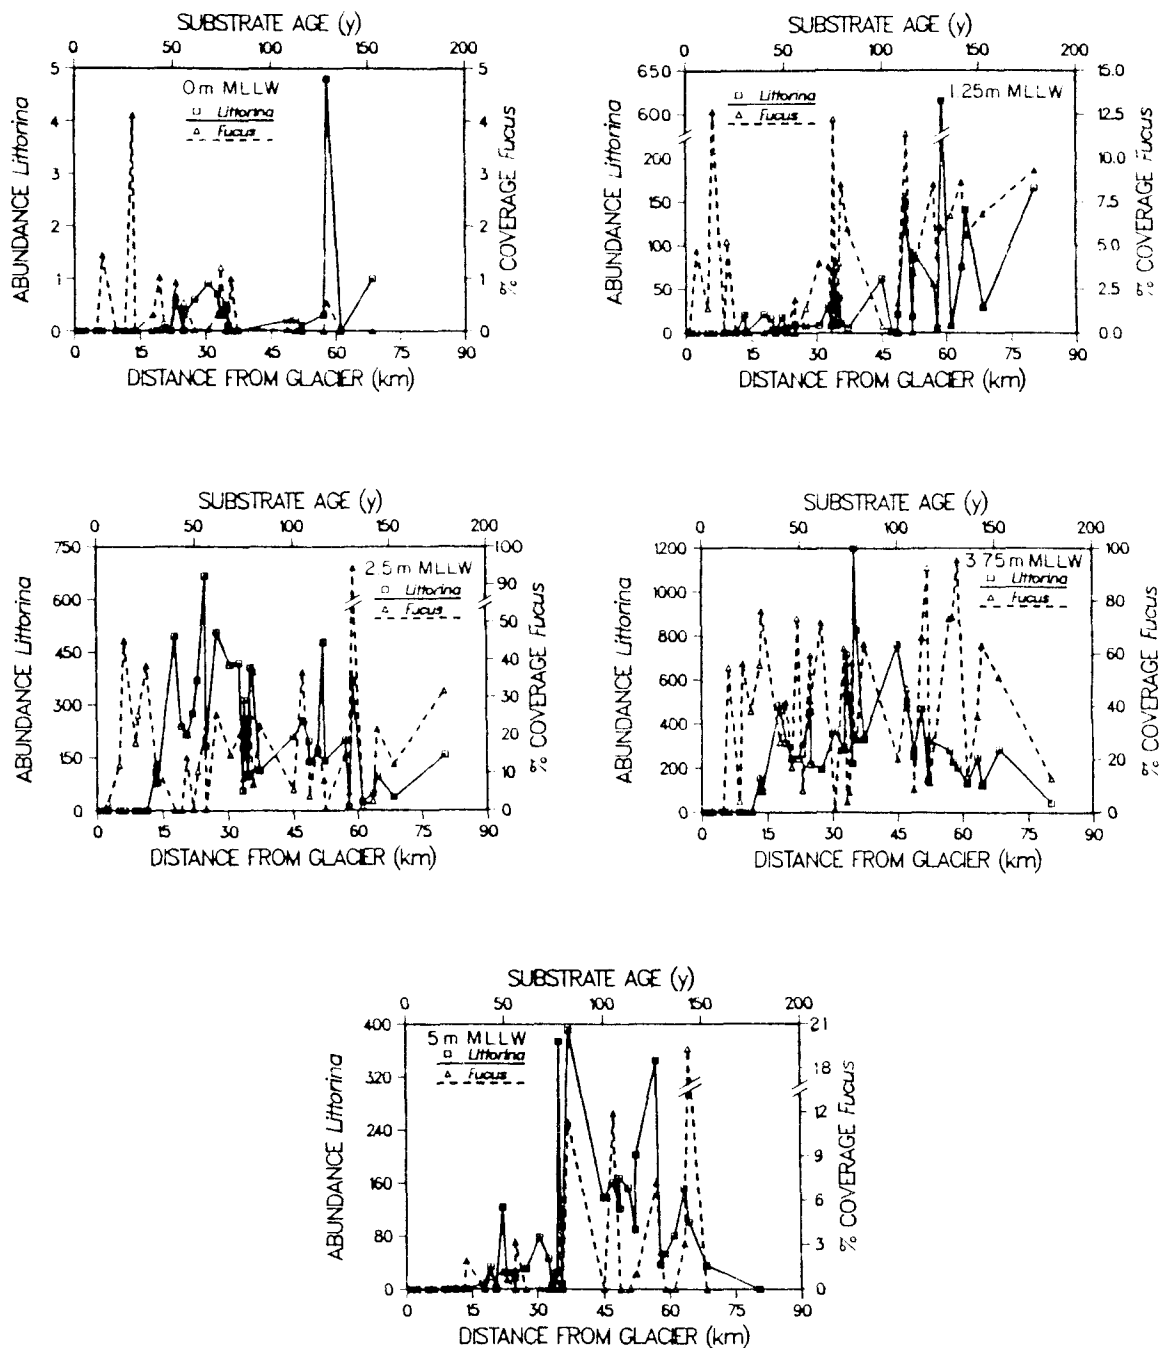 SUBSTRATE AGE (y)
0 50 100 150 200
5 4 3 2 1 0
ABUNDANCE Littorina
0m MLLW
Littorina
Fucus
5 4 3 2 1 0
% COVERAGE Fucus
0 15 30 45 60 75 90
DISTANCE FROM GLACIER (km)
SUBSTRATE AGE (y)
0 50 100 150 200
650 600 200 150 100 50 0
ABUNDANCE Littorina
Littorina
Fucus
1.25m MLLW
15.0 12.5 10.0 7.5 5.0 2.5 0.0
% COVERAGE Fucus
0 15 30 45 60 75 90
DISTANCE FROM GLACIER (km)
SUBSTRATE AGE (y)
0 50 100 150 200
750 600 450 300 150 0
ABUNDANCE Littorina
2.5m MLLW
Littorina
Fucus
100 90 50 40 30 20 10 0
% COVERAGE Fucus
0 15 30 45 60 75 90
DISTANCE FROM GLACIER (km)
SUBSTRATE AGE (y)
0 50 100 150 200
1200 1000 800 600 400 200 0
ABUNDANCE Littorina
3.75m MLLW
Littorina
Fucus
100 80 60 40 20 0
% COVERAGE Fucus
0 15 30 45 60 75 90
DISTANCE FROM GLACIER (km)
SUBSTRATE AGE (y)
0 50 100 150 200
400 320 240 160 80 0
ABUNDANCE Littorina
5m MLLW
Littorina
Fucus
21 18 12 9 6 3 0
% COVERAGE Fucus
0 15 30 45 60 75 90
DISTANCE FROM GLACIER (km)